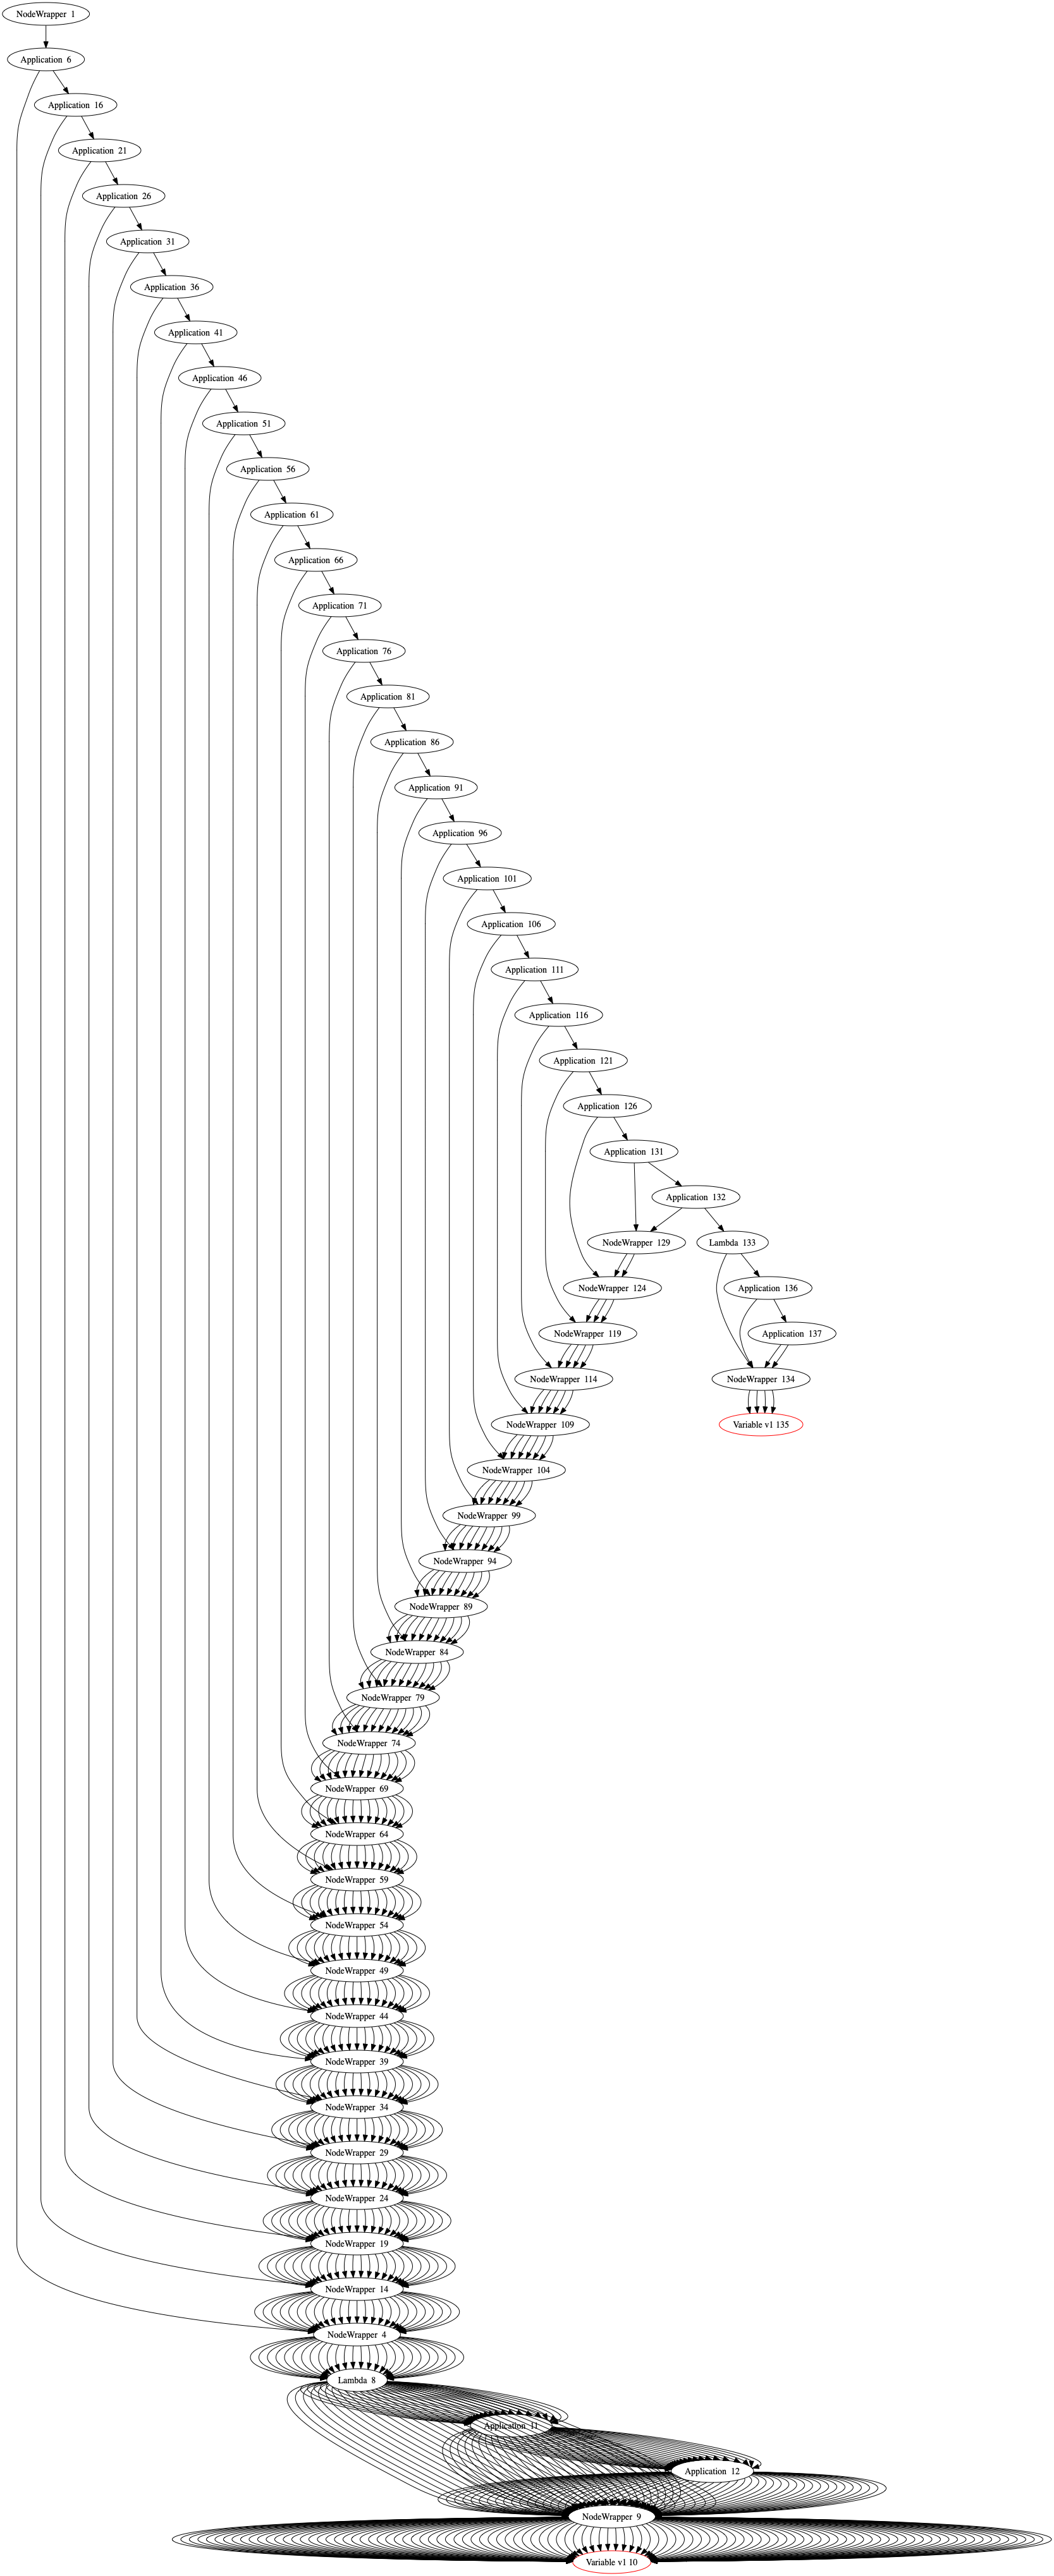 NodeWrapper 1
Application 6
Application 16
Application 21
Application 26
Application 31
Application 36
Application 41
Application 46
Application 51
Application 56
Application 61
Application 66
Application 71
Application 76
Application 81
Application 86
Application 91
Application 96
Application 101
Application 106
Application 111
Application 116
Application 121
Application 126
Application 131
Application 132
NodeWrapper 129
Lambda 133
NodeWrapper 124
Application 136
NodeWrapper 119
Application 137
NodeWrapper 114
NodeWrapper 134
NodeWrapper 109
Variable v1 135
NodeWrapper 104
NodeWrapper 99
NodeWrapper 94
NodeWrapper 89
NodeWrapper 84
NodeWrapper 79
NodeWrapper 74
NodeWrapper 69
NodeWrapper 64
NodeWrapper 59
NodeWrapper 54
NodeWrapper 49
NodeWrapper 44
NodeWrapper 39
NodeWrapper 34
NodeWrapper 29
NodeWrapper 24
NodeWrapper 19
NodeWrapper 14
NodeWrapper 4
Lambda 8
Application 11
Application 12
NodeWrapper 9
Variable v1 10